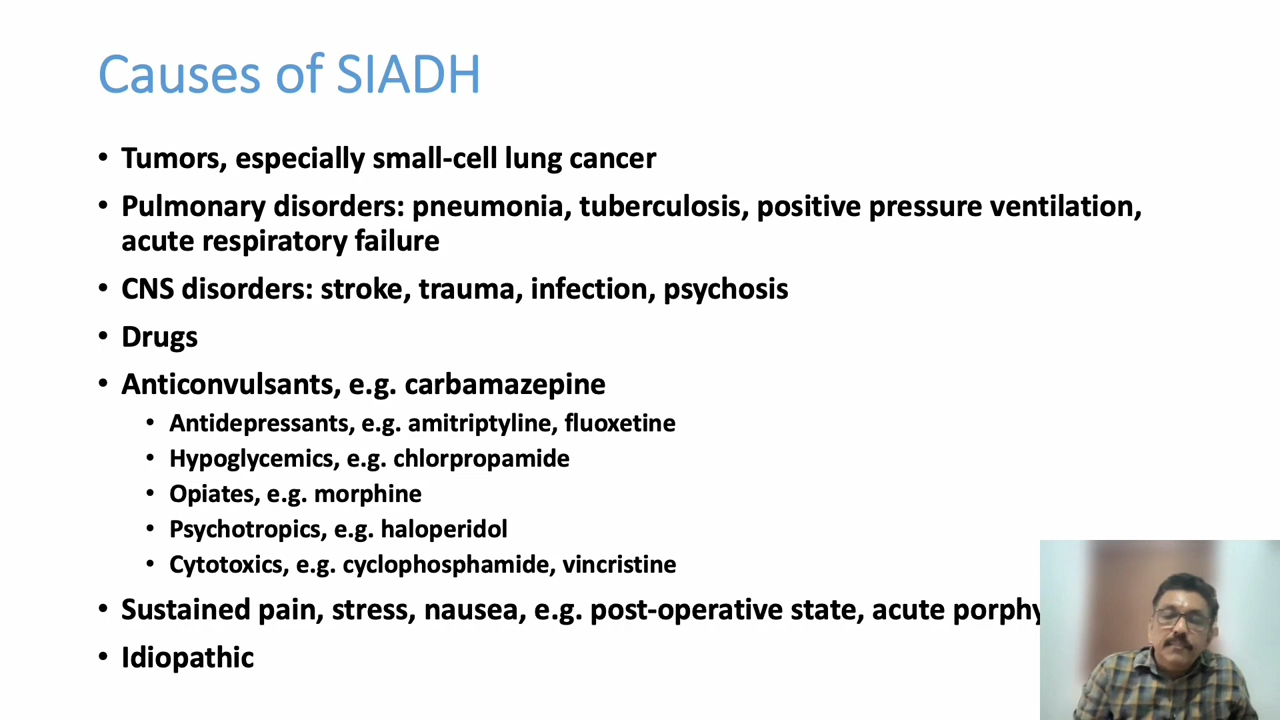 Causes of SIADH
• Tumors, especially small-cell lung cancer
• Pulmonary disorders: pneumonia, tuberculosis, positive pressure ventilation,
acute respiratory failure
• CNS disorders: stroke, trauma, infection, psychosis
• Drugs
• Anticonvulsants, e.g. carbamazepine
• Antidepressants, e.g. amitriptyline, fluoxetine
• Hypoglycemics, e.g. chlorpropamide
• Opiates, e.g. morphine
• Psychotropics, e.g. haloperidol
• Cytotoxics, e.g. cyclophosphamide, vincristine
• Sustained pain, stress, nausea, e.g. post-operative state, acute
• Idiopathic